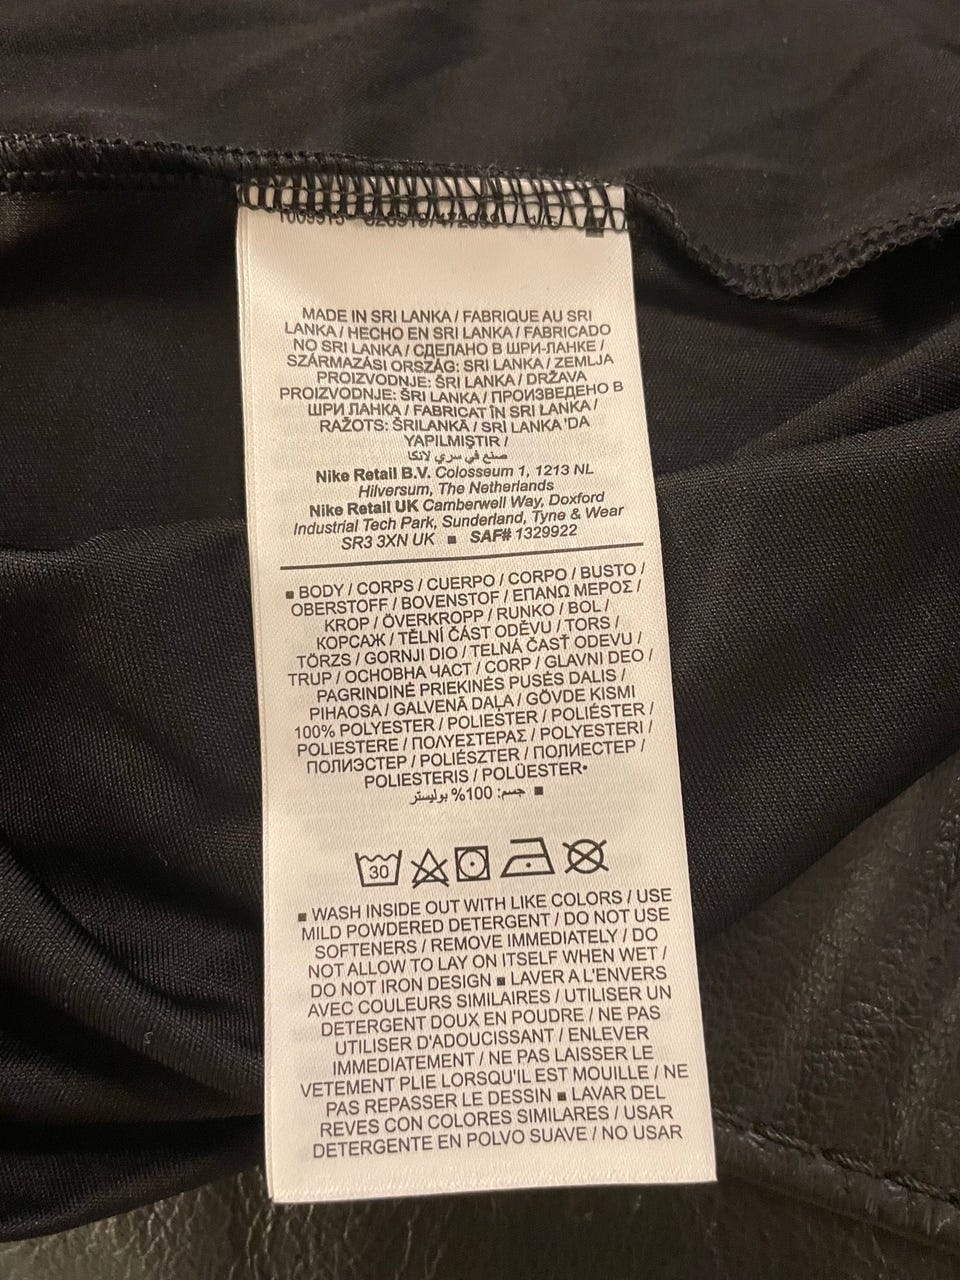 MADE IN SRI LANKA / FABRIQUE AU SRI
LANKA / HECHO EN SRI LANKA / FABRICADO
NO SRI LANKA / СДЕЛАНО В ШРИ-ЛАНКЕ /
SZÁRMAZÁSI ORSZÁG: SRI LANKA / ZEMLJA
PROIZVODNJE: ŠRI LANKA / DRŽAVA
PROIZVODNJE: ŠRI LANKA / ПРОИЗВЕДЕНО В
ШРИ ЛАНКА / FABRICAT ÎN SRI LANKA /
RAŽOTS: ŠRILANKĀ / SRI LANKA 'DA
YAPILMIŞTIR /
صنع في سري لانكا
Nike Retail B.V. Colosseum 1, 1213 NL
Hilversum, The Netherlands
Nike Retail UK Camberwell Way, Doxford
Industrial Tech Park, Sunderland, Tyne & Wear
SR3 3XN UK ■ SAF# 1329922
■ BODY / CORPS / CUERPO / CORPO / BUSTO /
OBERSTOFF / BOVENSTOF / ΕΠΑΝΩ ΜΕΡΟΣ /
KROP / ÖVERKROPP / RUNKO / BOL /
КОРСАЖ / TĚLNÍ ČÁST ODĚVU / TORS /
TÖRZS / GORNJI DIO / TELNÁ ČASŤ ODEVU /
TRUP / ОСНОВНА ЧАСТ / CORP / GLAVNI DEO /
PAGRINDINĖ PRIEKINĖS PUSĖS DALIS /
PIHAOSA / GALVENĀ DAĻA / GÖVDE KISMI
100% POLYESTER / POLIESTER / POLIÉSTER /
POLIESTERE / ΠΟΛΥΕΣΤΕΡΑΣ / POLYESTERI /
ПОЛИЭСТЕР / POLIÉSZTER / ПОЛИЕСТЕР /
POLIESTERIS / POLÜESTER•
جسم: 100% بوليستر ■
30
■ WASH INSIDE OUT WITH LIKE COLORS / USE
MILD POWDERED DETERGENT / DO NOT USE
SOFTENERS / REMOVE IMMEDIATELY / DO
NOT ALLOW TO LAY ON ITSELF WHEN WET /
DO NOT IRON DESIGN ■ LAVER A L'ENVERS
AVEC COULEURS SIMILAIRES / UTILISER UN
DETERGENT DOUX EN POUDRE / NE PAS
UTILISER D'ADOUCISSANT / ENLEVER
IMMEDIATEMENT / NE PAS LAISSER LE
VETEMENT PLIE LORSQU'IL EST MOUILLE / NE
PAS REPASSER LE DESSIN ■ LAVAR DEL
REVES CON COLORES SIMILARES / USAR
DETERGENTE EN POLVO SUAVE / NO USAR